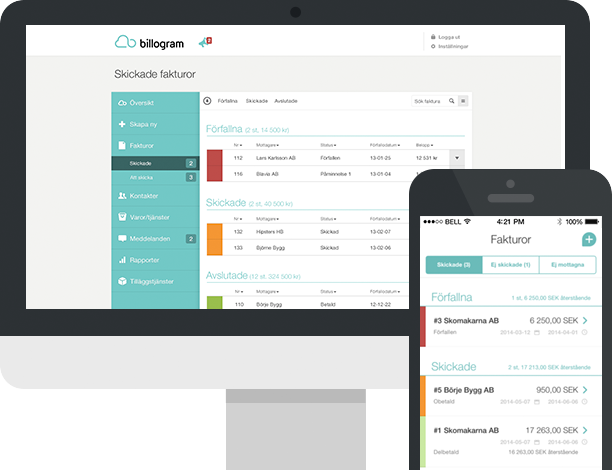 billogram
Logga ut
Inställningar
Skickade fakturor
Översikt
Skapa ny
Fakturor
Skickade 2
Att skicka 3
Kontakter
Varor/tjänster
Meddelanden 2
Rapporter
Tilläggstjänster
Förfallna Skickade Avslutade Sök faktura
Förfallna (2 st, 14 500 kr)
Nr Mottagare Status Förfallodatum Belopp
112 Lars Karlsson AB Förfallen 13-01-25 12 531 kr
116 Blavia AB Påminnelse 1 13-01-04
Skickade (2 st, 40 500 kr)
Nr Mottagare Status Förfallodatum
132 Hipsters HB Skickad 13-02-07
133 Börne Bygg Skickad 13-02-02
Avslutade (12 st, 324 500 kr)
Nr Mottagare Status Förfallodatum
110 Börje Bygg Betald 12-12-22
BELL 4:21 PM 100%
Fakturor
Skickade (3) Ej skickade (1) Ej mottagna
Förfallna 1 st, 6 250,00 SEK återstående
#3 Skomakarna AB 6 250,00 SEK
Förfallen 2014-03-12 2014-04-01
Skickade 2 st, 17 213,00 SEK återstående
#5 Börje Bygg AB 950,00 SEK
Obetald 2014-05-07 2014-06-06
#1 Skomakarna AB 17 263,00 SEK
2014-05-07 2014-06-06
Delbetald 16 263,00 SEK återstående